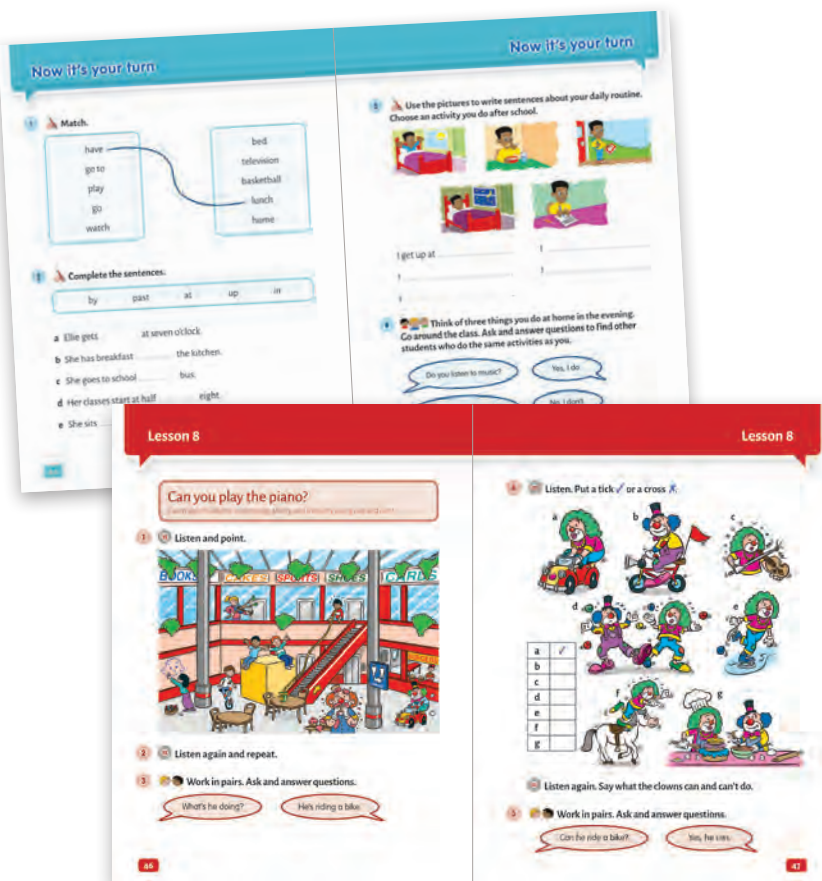 Now it's your turn
1 Match.
have
go to
play
go
watch
bed
television
basketball
lunch
home
2 Complete the sentences.
by past at up in
a Ellie gets at seven o'clock.
b She has breakfast the kitchen.
c She goes to school bus.
d Her classes start at half eight.
e She sits
Now it's your turn
3 Use the pictures to write sentences about your daily routine.
Choose an activity you do after school.
I get up at
I
I
I
I
Think of three things you do at home in the evening.
Go around the class. Ask and answer questions to find other
students who do the same activities as you.
Do you listen to music?
Yes, I do.
No, I don't.
Lesson 8
Can you play the piano?
1 Listen and point.
BOOKS CAKES SPORTS SHOES CARDS
2 Listen again and repeat.
3 Work in pairs. Ask and answer questions.
What's he doing?
He's riding a bike.
46
Lesson 8
4 Listen. Put a tick ✓ or a cross ✗.
a
b
c
d
e
f
g
a ✓
b
c
d
e
f
g
Listen again. Say what the clowns can and can't do.
5 Work in pairs. Ask and answer questions.
Can he ride a bike?
Yes, he can.
47